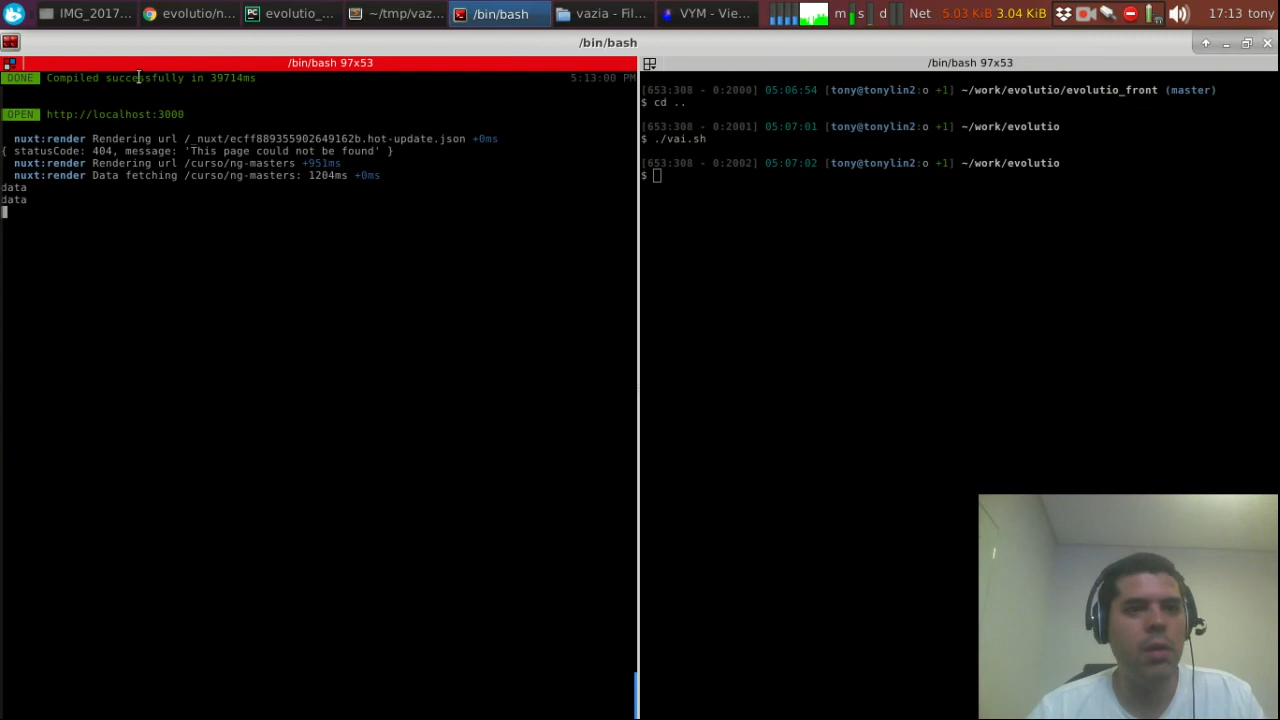 IMG_2017... evolutio/n... evolutio_... ~/tmp/vaz... /bin/bash vazia - Fil... VYM - Vie... m s d Net 5.03 KiB 3.04 KiB 17:13 tony
/bin/bash
/bin/bash 97x53
DONE Compiled successfully in 39714ms 5:13:00 PM
OPEN http://localhost:3000
nuxt:render Rendering url /_nuxt/ecff889355902649162b.hot-update.json +0ms
{ statusCode: 404, message: 'This page could not be found' }
nuxt:render Rendering url /curso/ng-masters +951ms
nuxt:render Data fetching /curso/ng-masters: 1204ms +0ms
data
data
/bin/bash 97x53
[653:308 - 0:2000] 05:06:54 [tony@tonylin2:o +1] ~/work/evolutio/evolutio_front (master)
$ cd ..
[653:308 - 0:2001] 05:07:01 [tony@tonylin2:o +1] ~/work/evolutio
$ ./vai.sh
[653:308 - 0:2002] 05:07:02 [tony@tonylin2:o +1] ~/work/evolutio
$